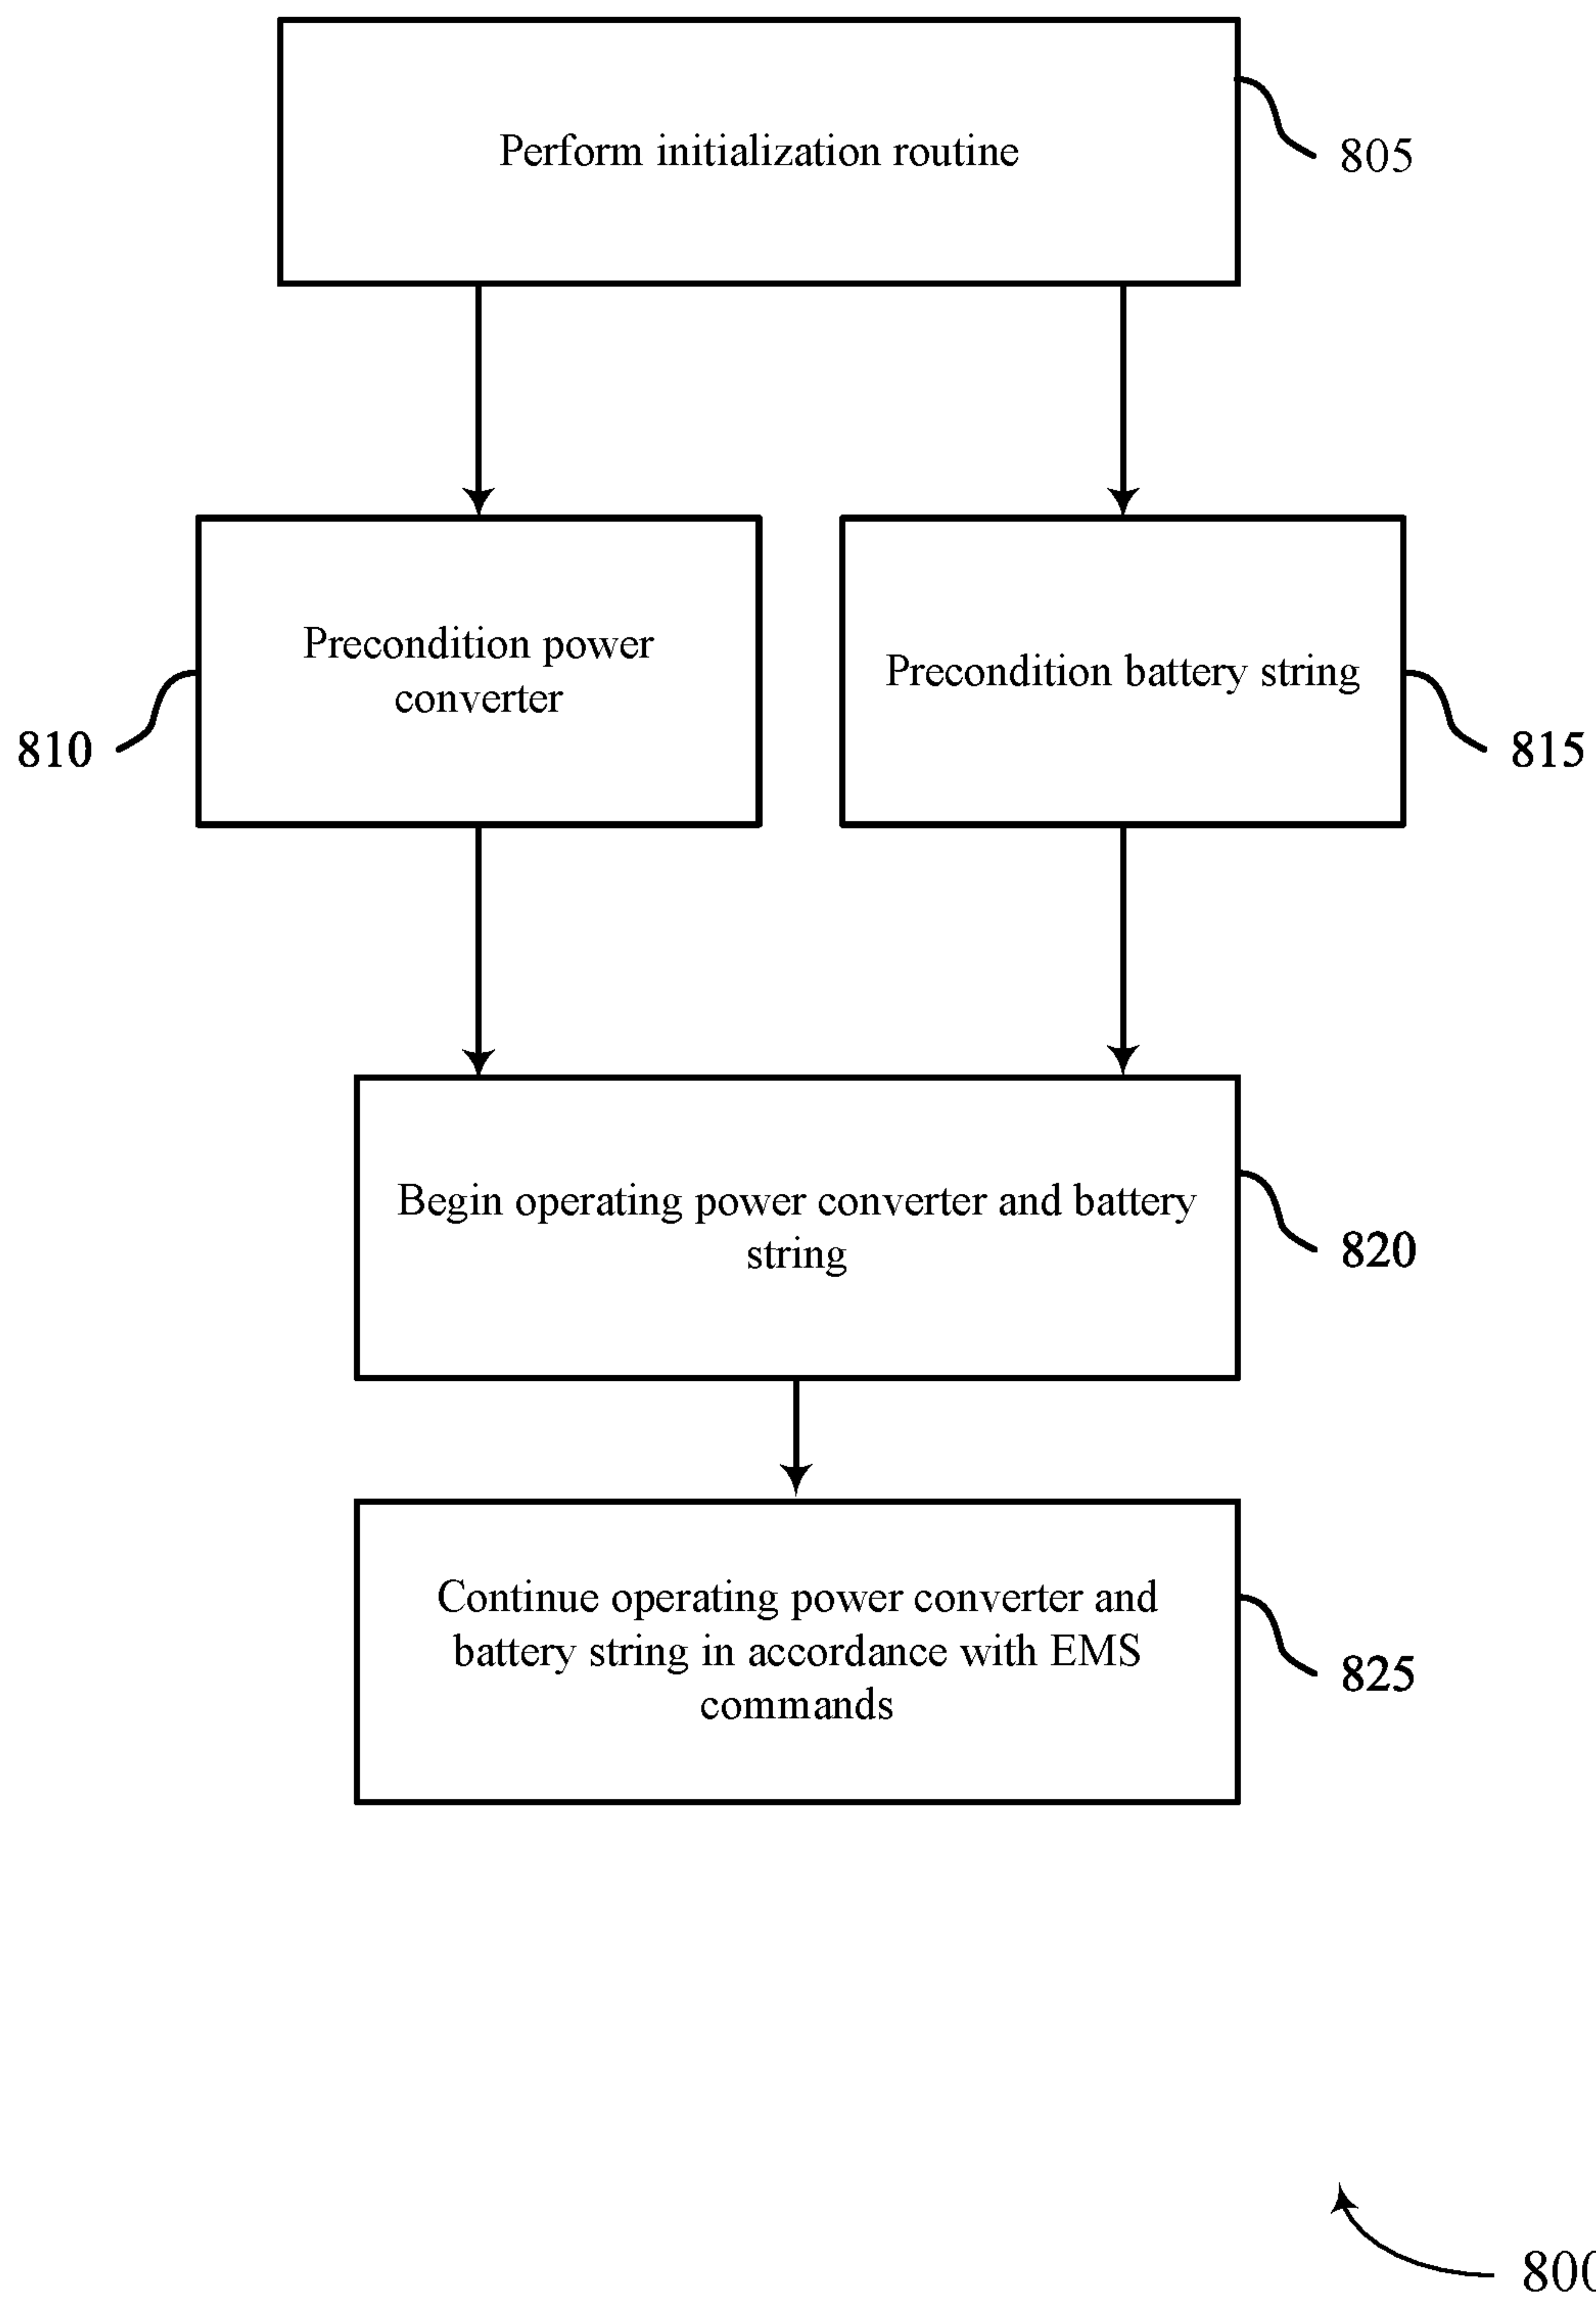 Perform initialization routine
805
Precondition power
converter
810
Precondition battery string
815
Begin operating power converter and battery
string
820
Continue operating power converter and
battery string in accordance with EMS
commands
825
800